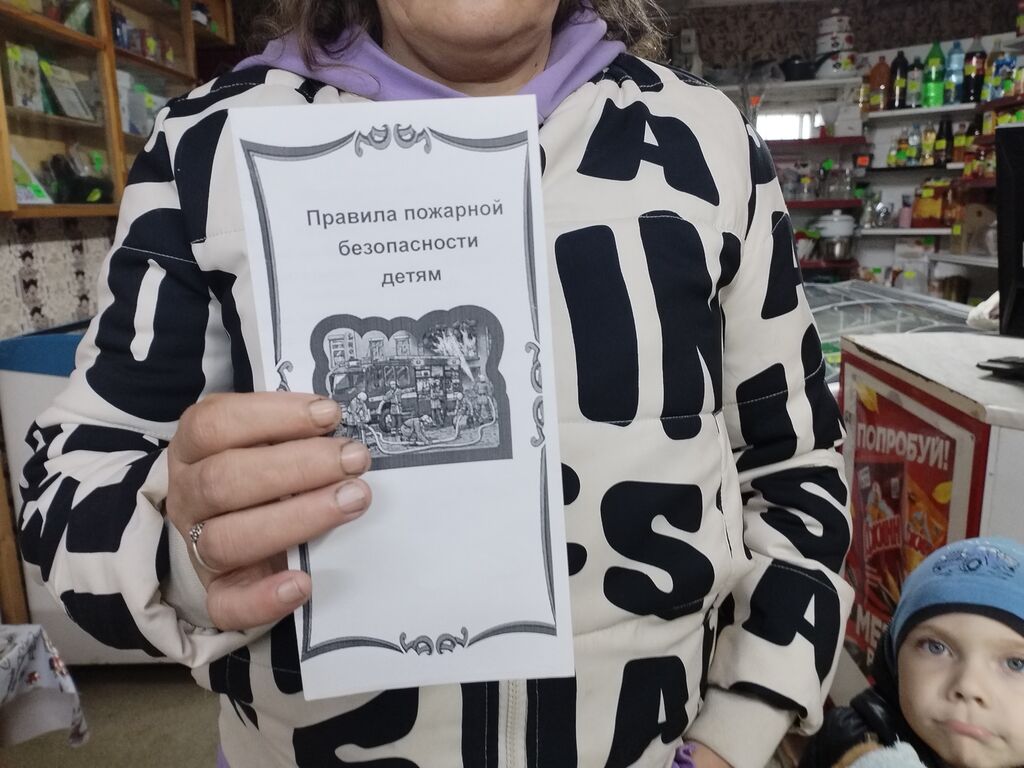 Правила пожарной
безопасности
детям
ПОПРОБУЙ!